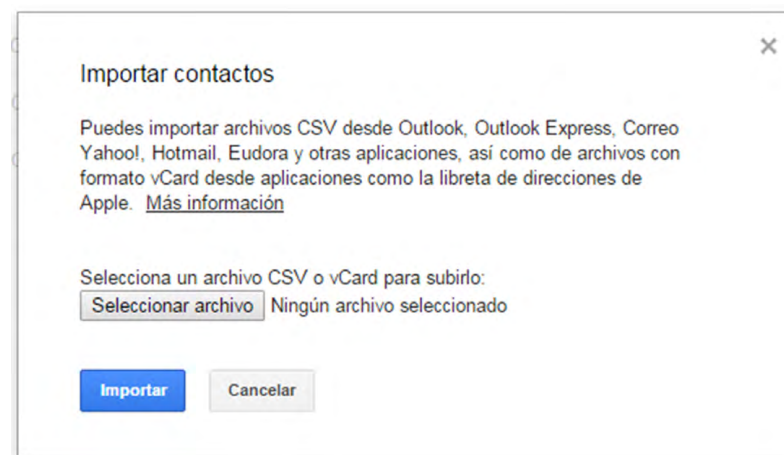 Importar contactos
Puedes importar archivos CSV desde Outlook, Outlook Express, Correo
Yahoo!, Hotmail, Eudora y otras aplicaciones, así como de archivos con
formato vCard desde aplicaciones como la libreta de direcciones de
Apple. Más información
Selecciona un archivo CSV o vCard para subirlo:
Seleccionar archivo Ningún archivo seleccionado
Importar Cancelar